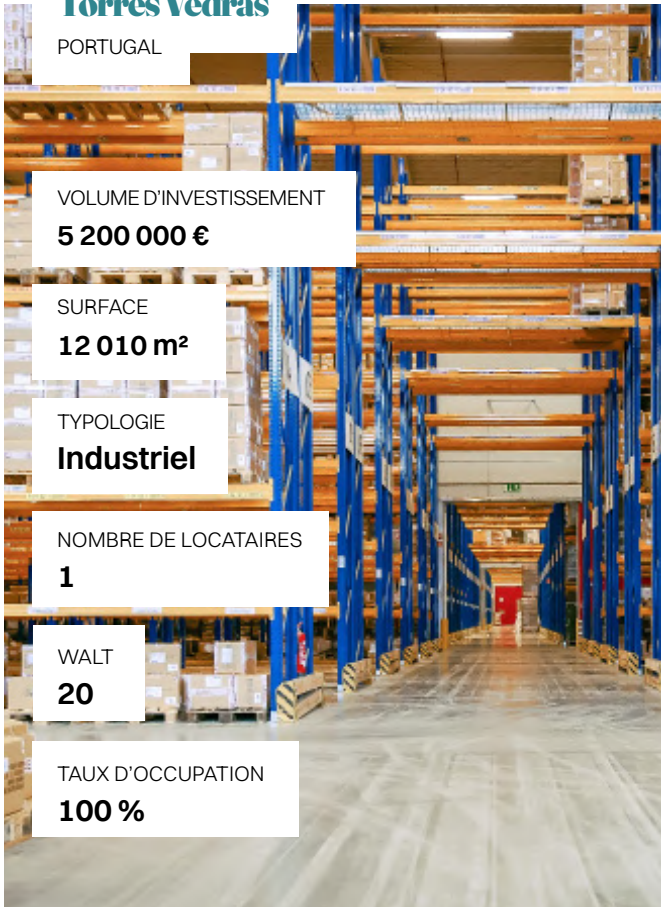 Torres Vedras
PORTUGAL
VOLUME D'INVESTISSEMENT
5 200 000 €
SURFACE
12 010 m²
TYPOLOGIE
Industriel
NOMBRE DE LOCATAIRES
1
WALT
20
TAUX D'OCCUPATION
100 %